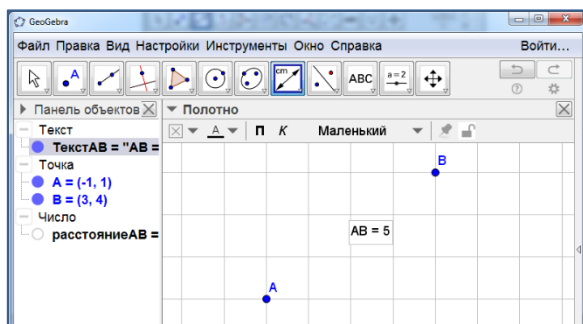 GeoGebra
Файл Правка Вид Настройки Инструменты Окно Справка Войти...
A cm ABC a=2
Панель объектов Полотно
Текст A П К Маленький
ТекстAB = "AB =
Точка
A = (-1, 1)
B = (3, 4)
Число
расстояниеAB =
B
AB = 5
A